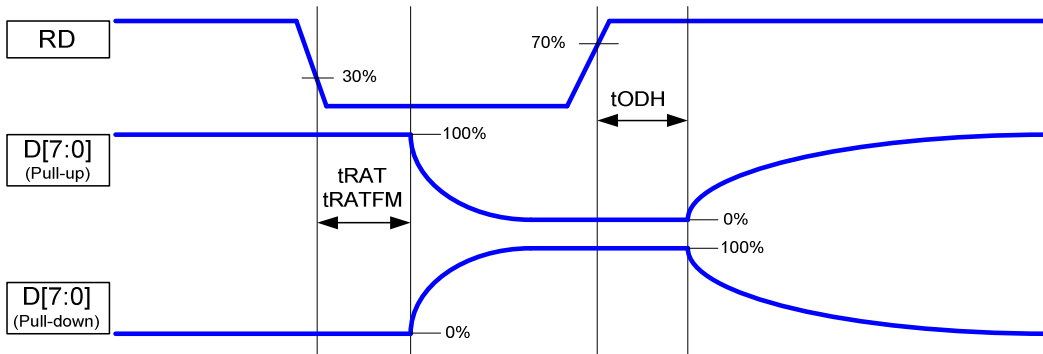 RD
30%
70%
tODH
D[7:0]
(Pull-up)
100%
tRAT
tRATFM
0%
100%
D[7:0]
(Pull-down)
0%